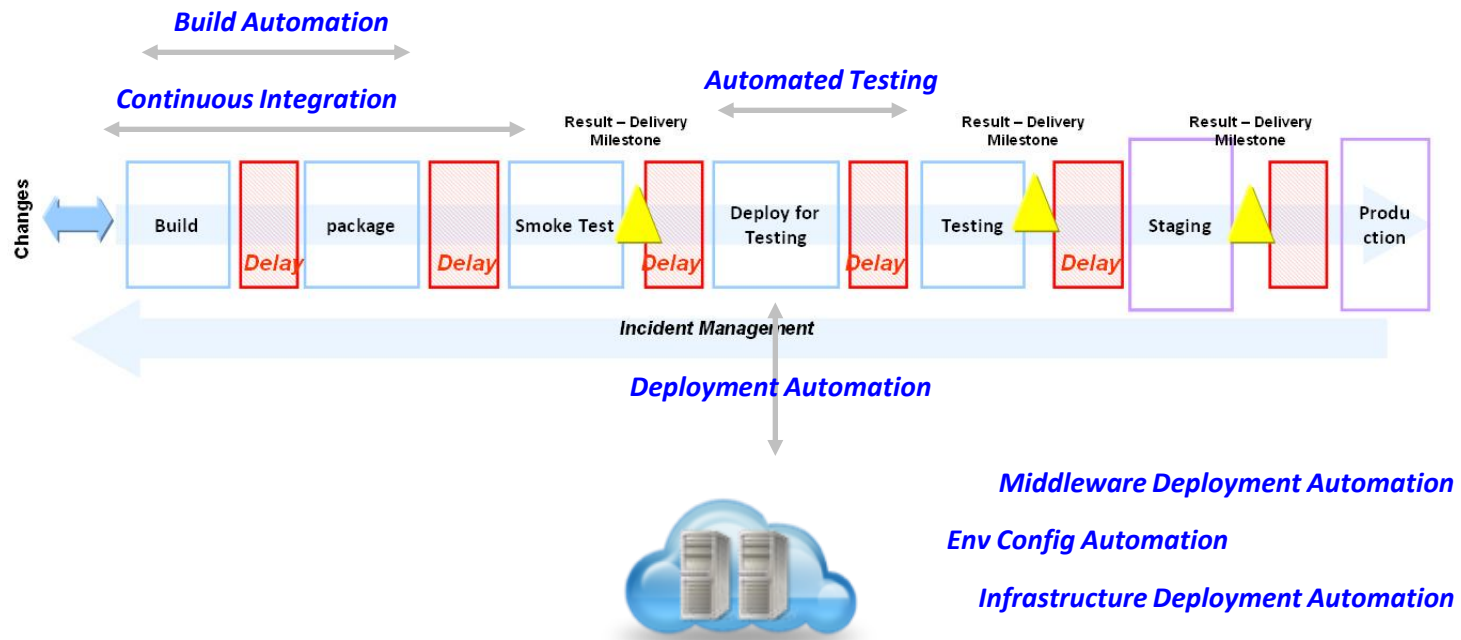 Build Automation
Continuous Integration
Automated Testing
Result – Delivery
Milestone
Result – Delivery
Milestone
Result – Delivery
Milestone
Changes
Build
Delay
package
Delay
Smoke Test
Delay
Deploy for
Testing
Delay
Testing
Delay
Staging
Produ
ction
Incident Management
Deployment Automation
Middleware Deployment Automation
Env Config Automation
Infrastructure Deployment Automation